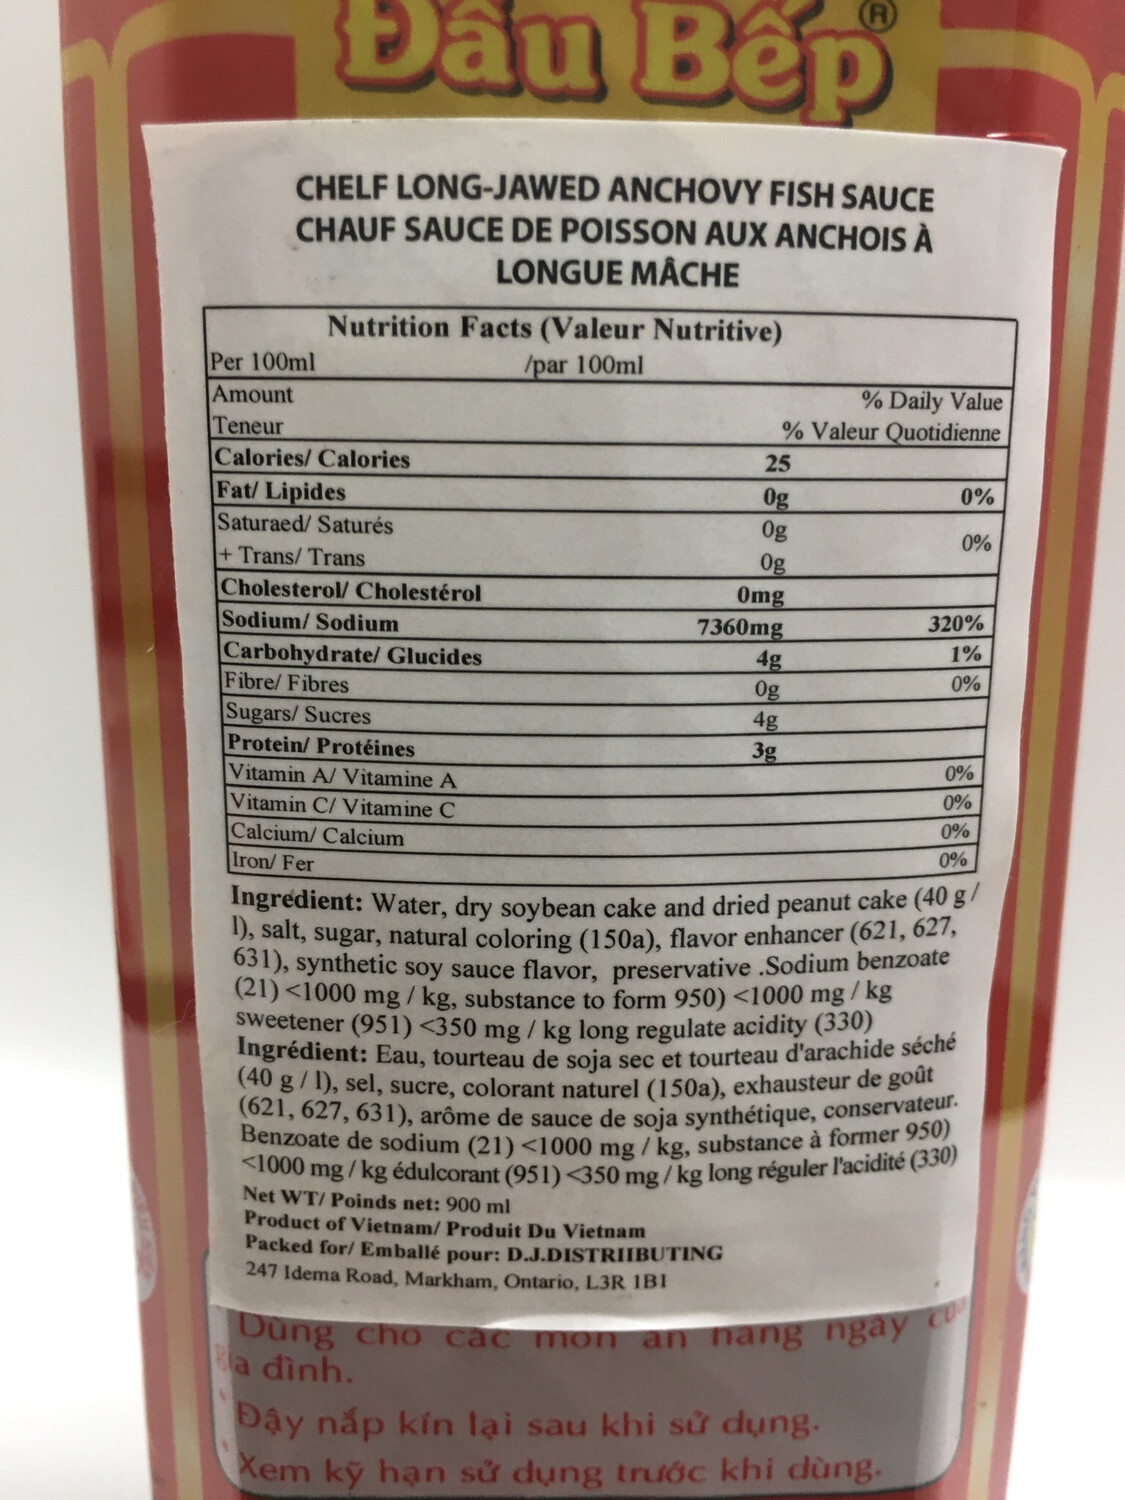 Đầu Bếp®
CHELF LONG-JAWED ANCHOVY FISH SAUCE
CHAUF SAUCE DE POISSON AUX ANCHOIS À
LONGUE MÂCHE
Nutrition Facts (Valeur Nutritive)
Per 100ml /par 100ml
Amount % Daily Value
Teneur % Valeur Quotidienne
Calories/ Calories 25
Fat/ Lipides 0g 0%
Saturaed/ Saturés 0g
0%
+ Trans/ Trans 0g
Cholesterol/ Cholestérol 0mg
Sodium/ Sodium 7360mg 320%
Carbohydrate/ Glucides 4g 1%
Fibre/ Fibres 0g 0%
Sugars/ Sucres 4g
Protein/ Protéines 3g
Vitamin A/ Vitamine A 0%
Vitamin C/ Vitamine C 0%
Calcium/ Calcium 0%
Iron/ Fer 0%
Ingredient: Water, dry soybean cake and dried peanut cake (40 g /
l), salt, sugar, natural coloring (150a), flavor enhancer (621, 627,
631), synthetic soy sauce flavor, preservative .Sodium benzoate
(21) <1000 mg / kg, substance to form 950) <1000 mg / kg
sweetener (951) <350 mg / kg long regulate acidity (330)
Ingrédient: Eau, tourteau de soja sec et tourteau d'arachide séché
(40 g / l), sel, sucre, colorant naturel (150a), exhausteur de goût
(621, 627, 631), arôme de sauce de soja synthétique, conservateur.
Benzoate de sodium (21) <1000 mg / kg, substance à former 950)
<1000 mg / kg édulcorant (951) <350 mg / kg long réguler l'acidité (330)
Net WT/ Poinds net: 900 ml
Product of Vietnam/ Produit Du Vietnam
Packed for/ Emballé pour: D.J.DISTRIIBUTING
247 Idema Road, Markham, Ontario, L3R 1B1
Dùng cho các món ăn hàng ngày của
gia đình.
Đậy nắp kín lại sau khi sử dụng.
Xem kỹ hạn sử dụng trước khi dùng.